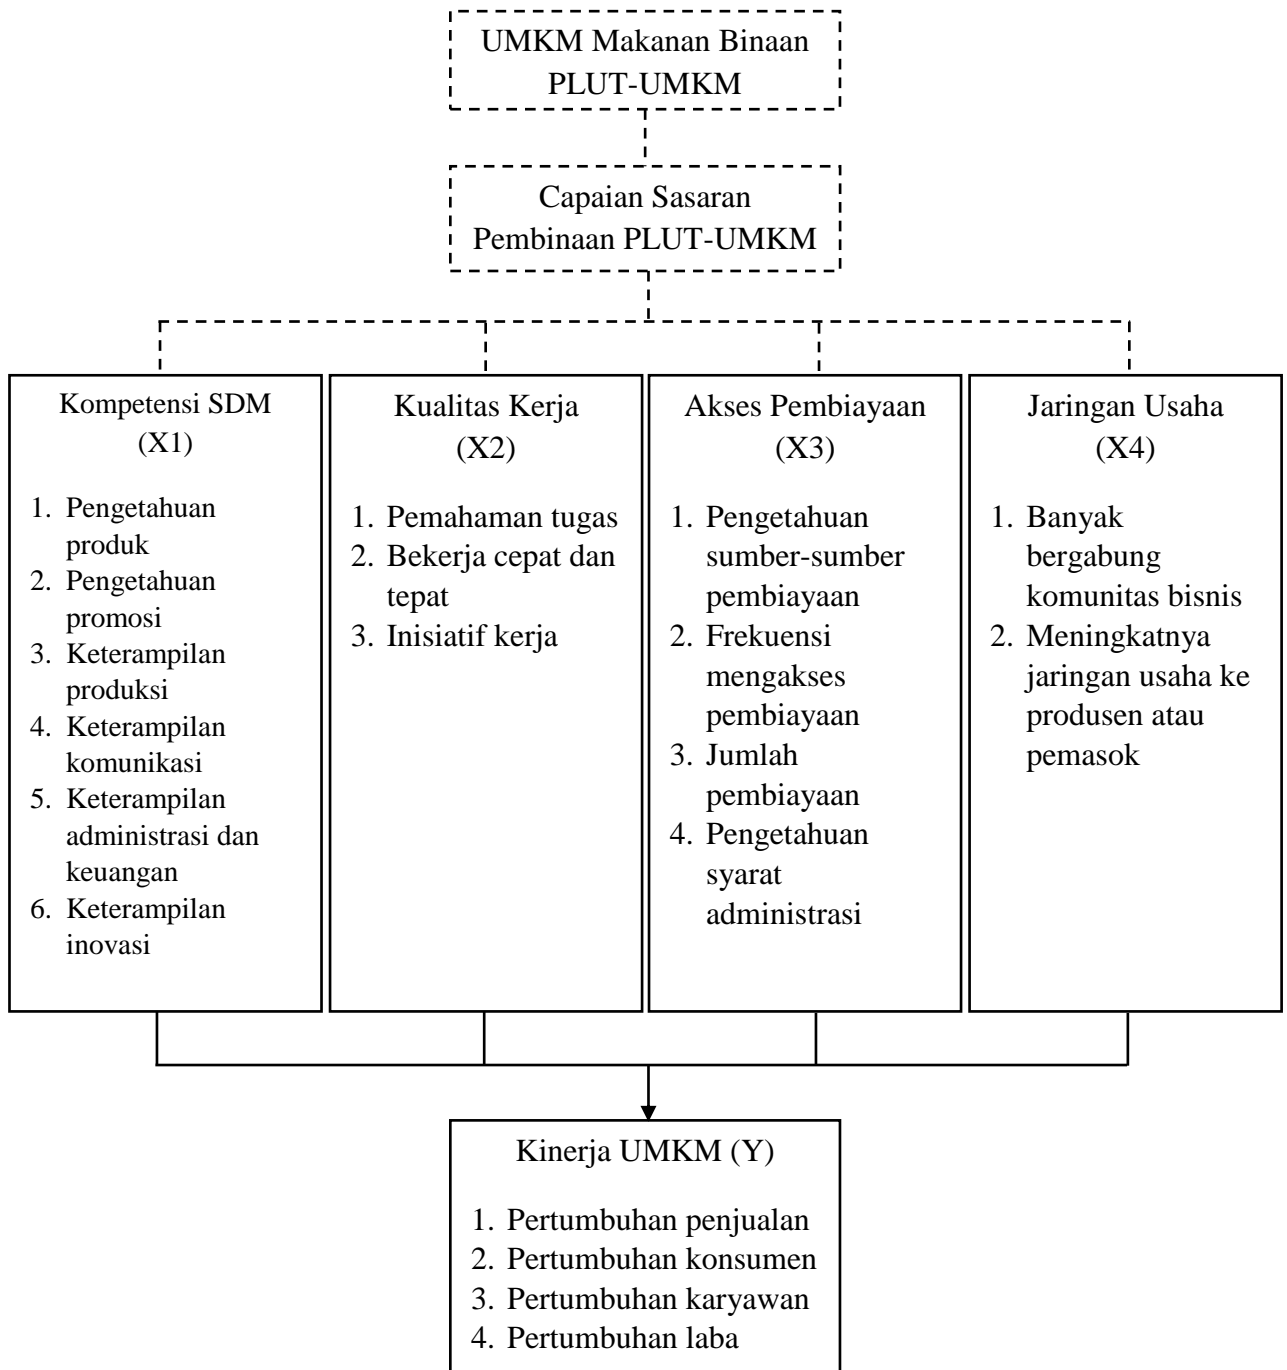 UMKM Makanan Binaan
PLUT-UMKM
Capaian Sasaran
Pembinaan PLUT-UMKM
Kompetensi SDM
(X1)
1. Pengetahuan
produk
2. Pengetahuan
promosi
3. Keterampilan
produksi
4. Keterampilan
komunikasi
5. Keterampilan
administrasi dan
keuangan
6. Keterampilan
inovasi
Kualitas Kerja
(X2)
1. Pemahaman tugas
2. Bekerja cepat dan
tepat
3. Inisiatif kerja
Akses Pembiayaan
(X3)
1. Pengetahuan
sumber-sumber
pembiayaan
2. Frekuensi
mengakses
pembiayaan
3. Jumlah
pembiayaan
4. Pengetahuan
syarat
administrasi
Jaringan Usaha
(X4)
1. Banyak
bergabung
komunitas bisnis
2. Meningkatnya
jaringan usaha ke
produsen atau
pemasok
Kinerja UMKM (Y)
1. Pertumbuhan penjualan
2. Pertumbuhan konsumen
3. Pertumbuhan karyawan
4. Pertumbuhan laba